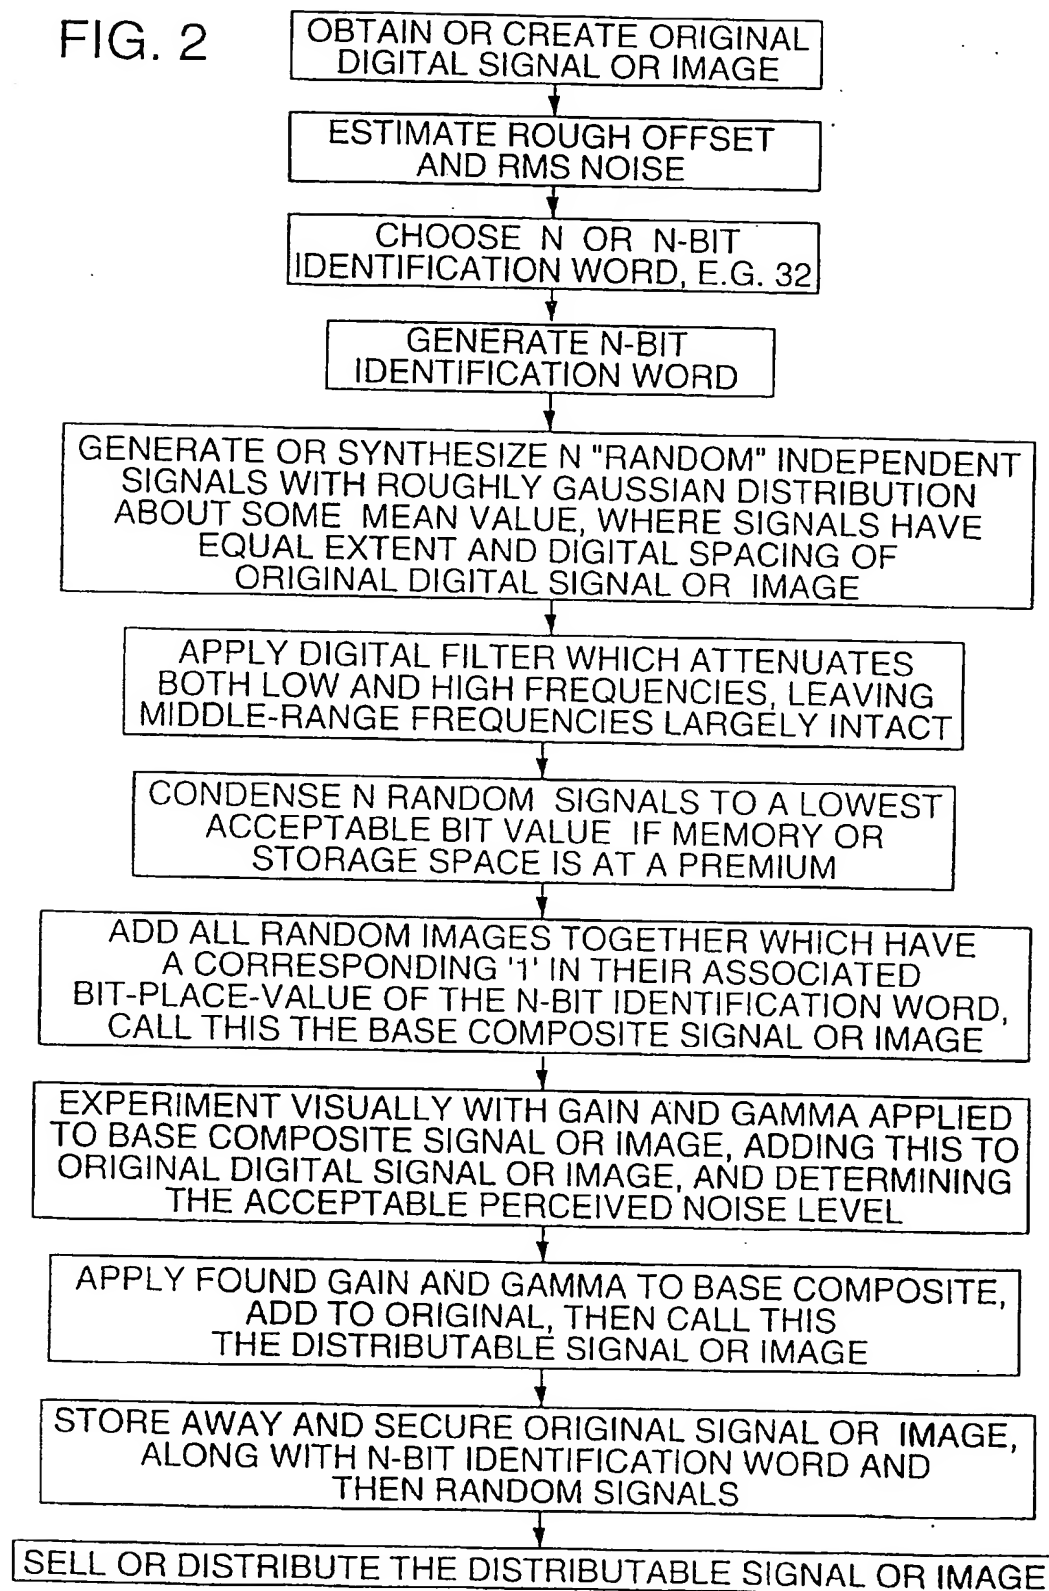 FIG. 2
OBTAIN OR CREATE ORIGINAL
DIGITAL SIGNAL OR IMAGE
ESTIMATE ROUGH OFFSET
AND RMS NOISE
CHOOSE N OR N-BIT
IDENTIFICATION WORD, E.G. 32
GENERATE N-BIT
IDENTIFICATION WORD
GENERATE OR SYNTHESIZE N "RANDOM" INDEPENDENT
SIGNALS WITH ROUGHLY GAUSSIAN DISTRIBUTION
ABOUT SOME MEAN VALUE, WHERE SIGNALS HAVE
EQUAL EXTENT AND DIGITAL SPACING OF
ORIGINAL DIGITAL SIGNAL OR IMAGE
APPLY DIGITAL FILTER WHICH ATTENUATES
BOTH LOW AND HIGH FREQUENCIES, LEAVING
MIDDLE-RANGE FREQUENCIES LARGELY INTACT
CONDENSE N RANDOM SIGNALS TO A LOWEST
ACCEPTABLE BIT VALUE IF MEMORY OR
STORAGE SPACE IS AT A PREMIUM
ADD ALL RANDOM IMAGES TOGETHER WHICH HAVE
A CORRESPONDING '1' IN THEIR ASSOCIATED
BIT-PLACE-VALUE OF THE N-BIT IDENTIFICATION WORD,
CALL THIS THE BASE COMPOSITE SIGNAL OR IMAGE
EXPERIMENT VISUALLY WITH GAIN AND GAMMA APPLIED
TO BASE COMPOSITE SIGNAL OR IMAGE, ADDING THIS TO
ORIGINAL DIGITAL SIGNAL OR IMAGE, AND DETERMINING
THE ACCEPTABLE PERCEIVED NOISE LEVEL
APPLY FOUND GAIN AND GAMMA TO BASE COMPOSITE,
ADD TO ORIGINAL, THEN CALL THIS
THE DISTRIBUTABLE SIGNAL OR IMAGE
STORE AWAY AND SECURE ORIGINAL SIGNAL OR IMAGE,
ALONG WITH N-BIT IDENTIFICATION WORD AND
THEN RANDOM SIGNALS
SELL OR DISTRIBUTE THE DISTRIBUTABLE SIGNAL OR IMAGE